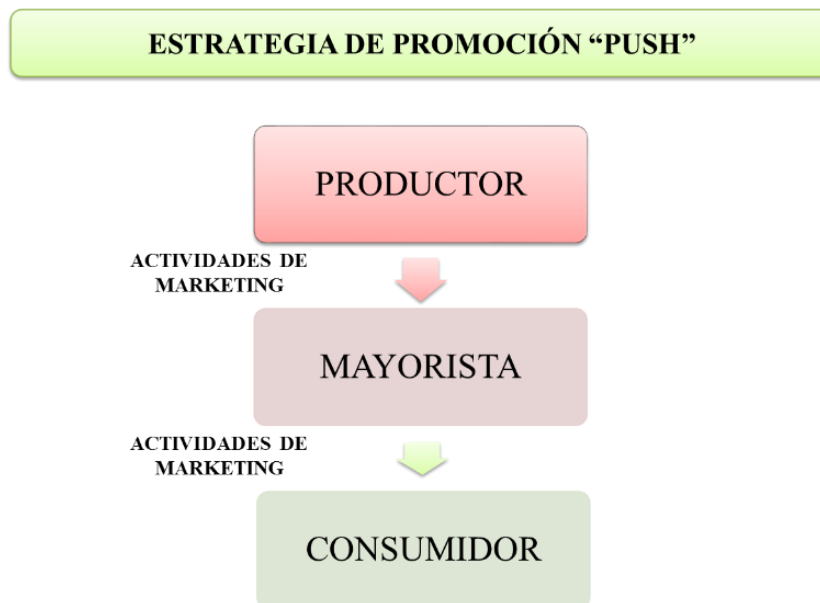 ESTRATEGIA DE PROMOCIÓN “PUSH”
PRODUCTOR
ACTIVIDADES DE
MARKETING
MAYORISTA
ACTIVIDADES DE
MARKETING
CONSUMIDOR